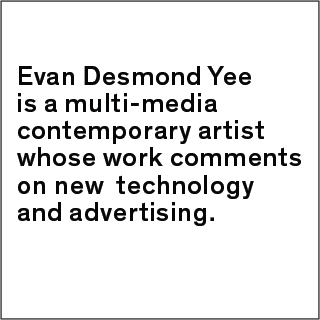 Evan Desmond Yee
is a multi-media
contemporary artist
whose work comments
on new technology
and advertising.